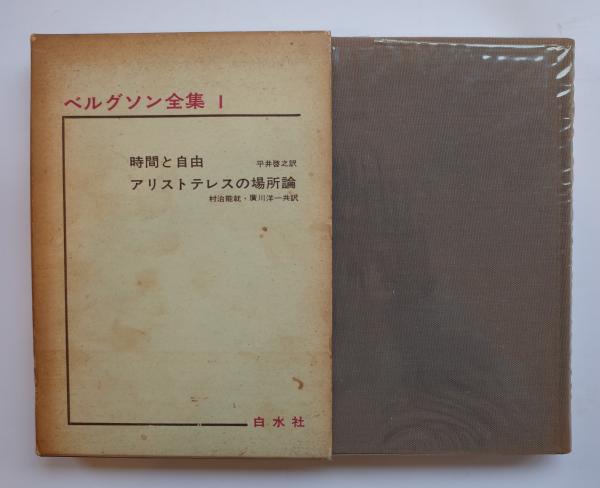 ベルグソン全集 I
時間と自由 平井啓之訳
アリストテレスの場所論
村治能就・廣川洋一共訳
白水社